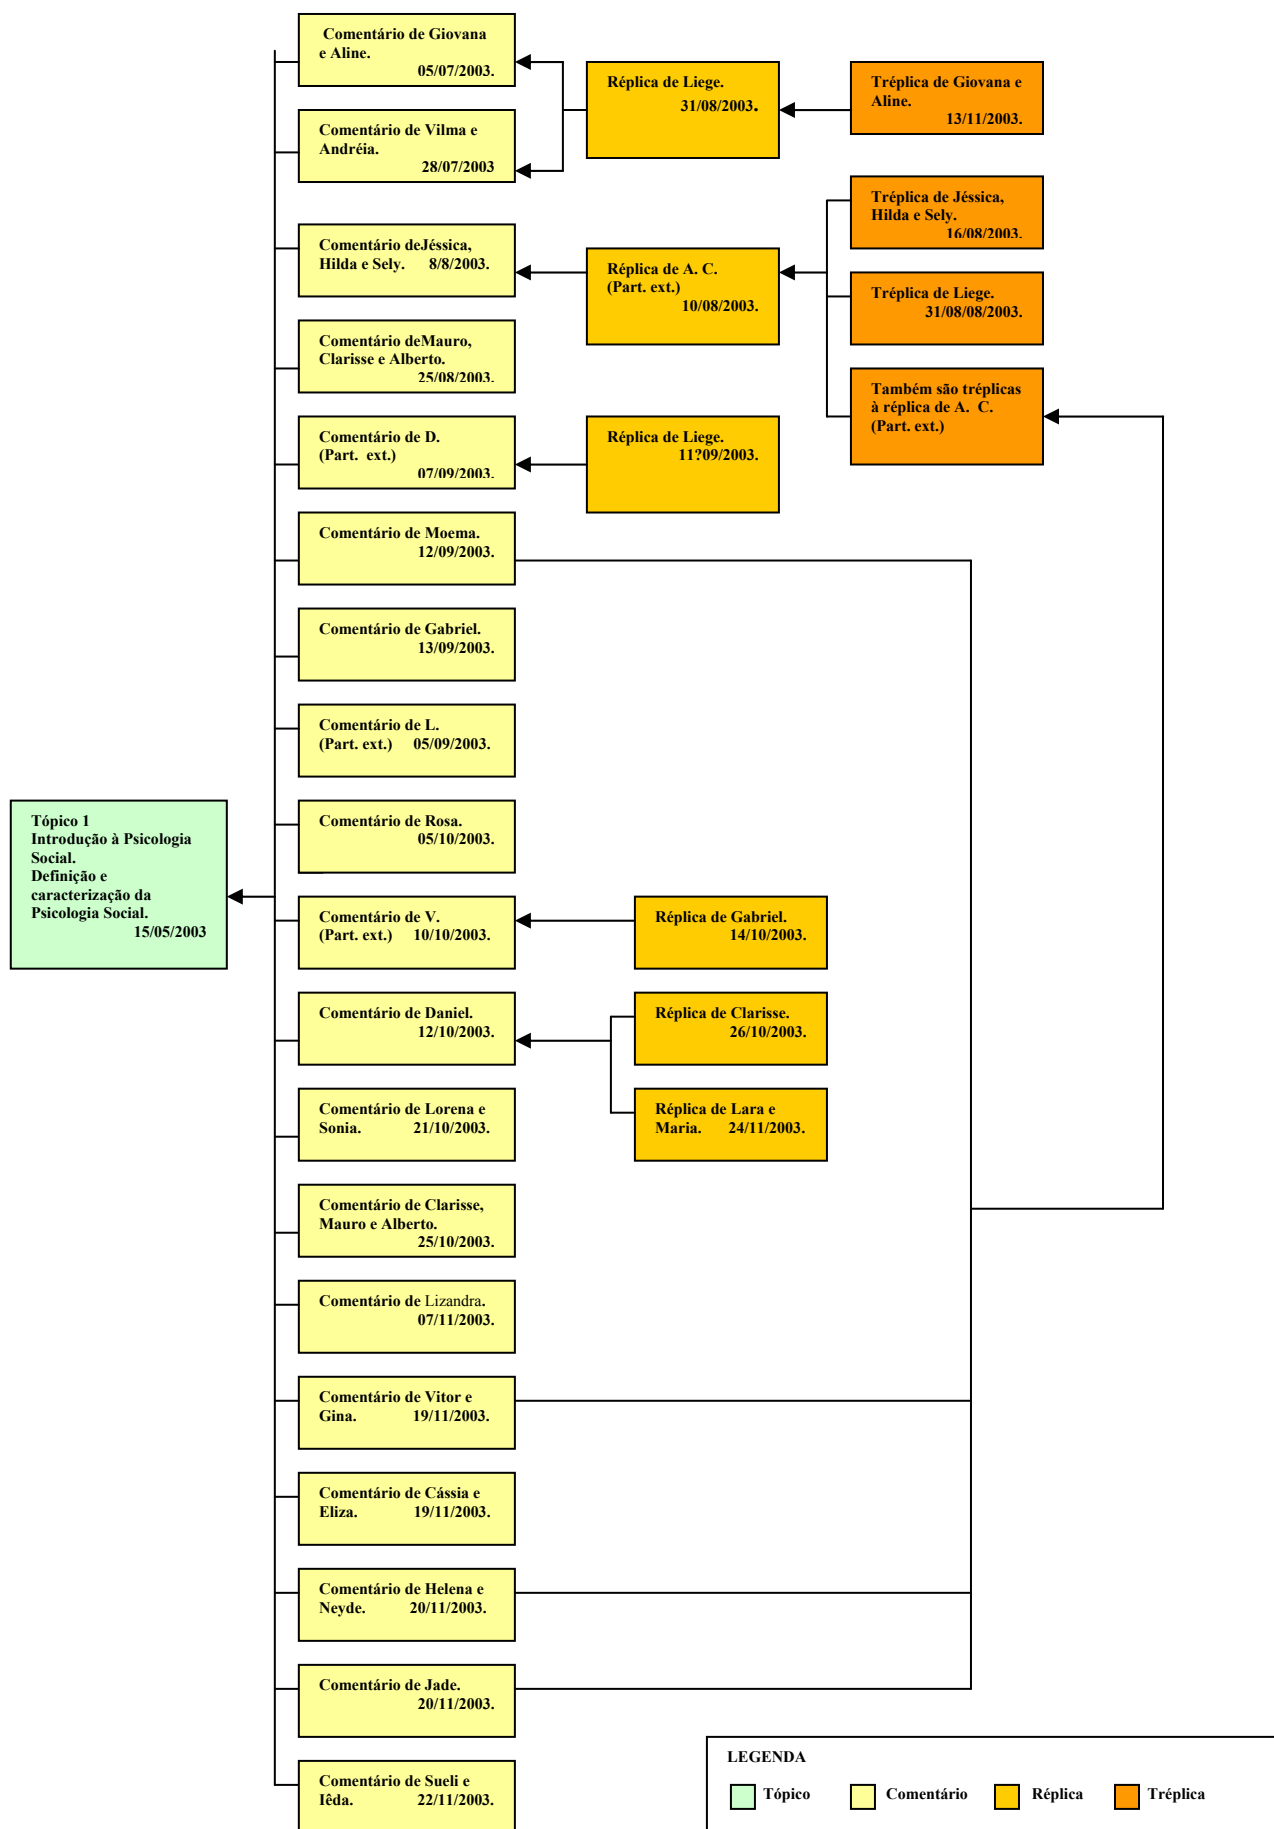 Comentário de Giovana
e Aline.
05/07/2003.
Réplica de Liege.
31/08/2003.
Tréplica de Giovana e
Aline.
13/11/2003.
Comentário de Vilma e
Andréia.
28/07/2003
Tréplica de Jéssica,
Hilda e Sely.
16/08/2003.
Comentário deJéssica,
Hilda e Sely. 8/8/2003.
Réplica de A. C.
(Part. ext.)
10/08/2003.
Tréplica de Liege.
31/08/08/2003.
Comentário deMauro,
Clarisse e Alberto.
25/08/2003.
Também são tréplicas
à réplica de A. C.
(Part. ext.)
Comentário de D.
(Part. ext.)
07/09/2003.
Réplica de Liege.
11?09/2003.
Comentário de Moema.
12/09/2003.
Comentário de Gabriel.
13/09/2003.
Comentário de L.
(Part. ext.) 05/09/2003.
Tópico 1
Introdução à Psicologia
Social.
Definição e
caracterização da
Psicologia Social.
15/05/2003
Comentário de Rosa.
05/10/2003.
Comentário de V.
(Part. ext.) 10/10/2003.
Réplica de Gabriel.
14/10/2003.
Comentário de Daniel.
12/10/2003.
Réplica de Clarisse.
26/10/2003.
Comentário de Lorena e
Sonia. 21/10/2003.
Réplica de Lara e
Maria. 24/11/2003.
Comentário de Clarisse,
Mauro e Alberto.
25/10/2003.
Comentário de Lizandra.
07/11/2003.
Comentário de Vitor e
Gina. 19/11/2003.
Comentário de Cássia e
Eliza. 19/11/2003.
Comentário de Helena e
Neyde. 20/11/2003.
Comentário de Jade.
20/11/2003.
Comentário de Sueli e
Iêda. 22/11/2003.
LEGENDA
Tópico Comentário Réplica Tréplica